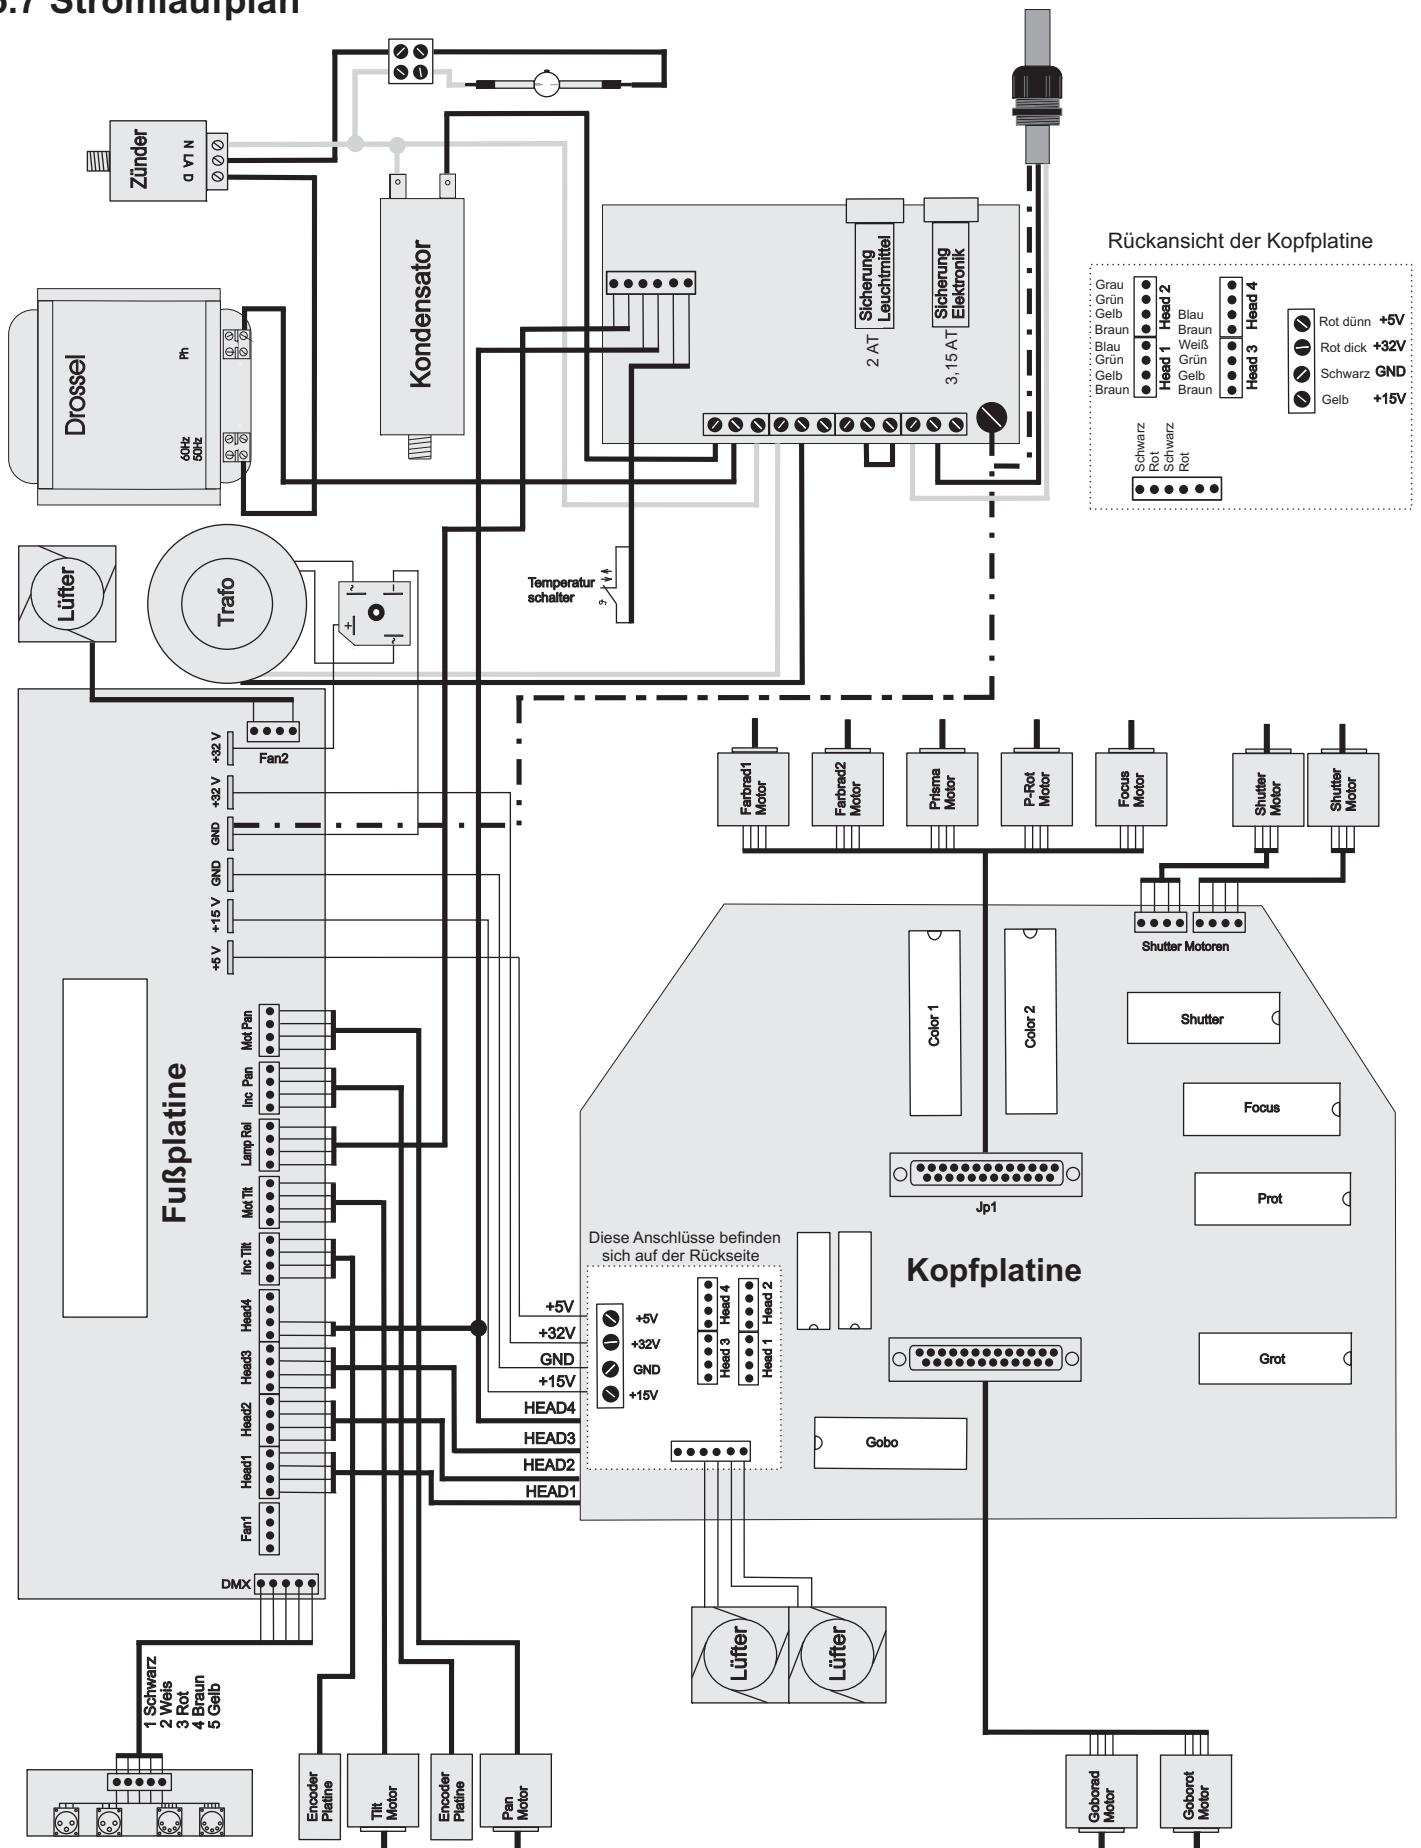 5.7 Stromlaufplan
Zünder
N LA D
Drossel
Ph
60Hz
50Hz
Kondensator
Sicherung
Leuchtmittel
2 AT
Sicherung
Elektronik
3,15 AT
Rückansicht der Kopfplatine
Grau
Grün
Gelb
Braun
Head 2
Blau
Grün
Gelb
Braun
Head 1
Blau
Braun
Head 4
Weiß
Grün
Gelb
Braun
Head 3
Rot dünn +5V
Rot dick +32V
Schwarz GND
Gelb +15V
Schwarz
Rot
Schwarz
Rot
Lüfter
Trafo
~
-
+
~
Temperatur
schalter
Fan2
+32 V
+32 V
GND
GND
+15 V
+5 V
Fußplatine
Mot Pan
Inc Pan
Lamp Rel
Mot Tit
Inc Tilt
Head4
Head3
Head2
Head1
Fan1
DMX
Farbrad1
Motor
Farbrad2
Motor
Prisma
Motor
P-Rot
Motor
Focus
Motor
Shutter
Motor
Shutter
Motor
Shutter Motoren
Color 1
Color 2
Shutter
Focus
Prot
Grot
Gobo
Jp1
Kopfplatine
Diese Anschlüsse befinden
sich auf der Rückseite
+5V
+32V
GND
+15V
HEAD4
HEAD3
HEAD2
HEAD1
+5V
+32V
GND
+15V
Head 4
Head 3
Head 2
Head 1
Lüfter
Lüfter
1 Schwarz
2 Weis
3 Rot
4 Braun
5 Gelb
Encoder
Platine
Tilt
Motor
Encoder
Platine
Pan
Motor
Goborad
Motor
Goborot
Motor